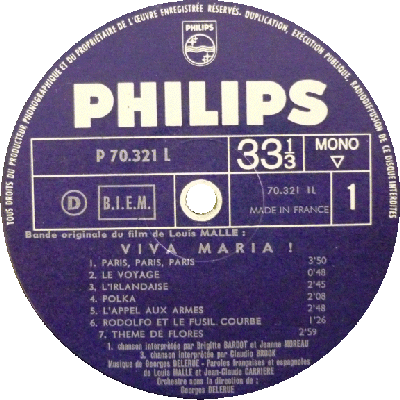 TOUS DROITS DU PRODUCTEUR PHONOGRAPHIQUE ET DU PROPRIÉTAIRE DE L'ŒUVRE ENREGISTRÉE RÉSERVÉS. DUPLICATION, EXÉCUTION PUBLIQUE, RADIODIFFUSION DE CE DISQUE INTERDITES
PHILIPS
PHILIPS
P 70.321 L
33 1/3
MONO
D
B.I.E.M.
70.321 1L
MADE IN FRANCE
1
Bande originale du film de Louis MALLE :
VIVA MARIA !
1. PARIS, PARIS, PARIS 3'50
2. LE VOYAGE 0'48
3. L'IRLANDAISE 2'45
4. POLKA 2'08
5. L'APPEL AUX ARMES 2'48
6. RODOLFO ET LE FUSIL COURBE 1'26
7. THEME DE FLORES 2'59
1. chanson interprétée par Brigitte BARDOT et Jeanne MOREAU
3. chanson interprétée par Claudio
Musique de Georges DELERUE - Paroles françaises et espagnoles
de Louis MALLE et Jean-Claude CARRIERE
Orchestre sous la direction de :
Georges DELERUE